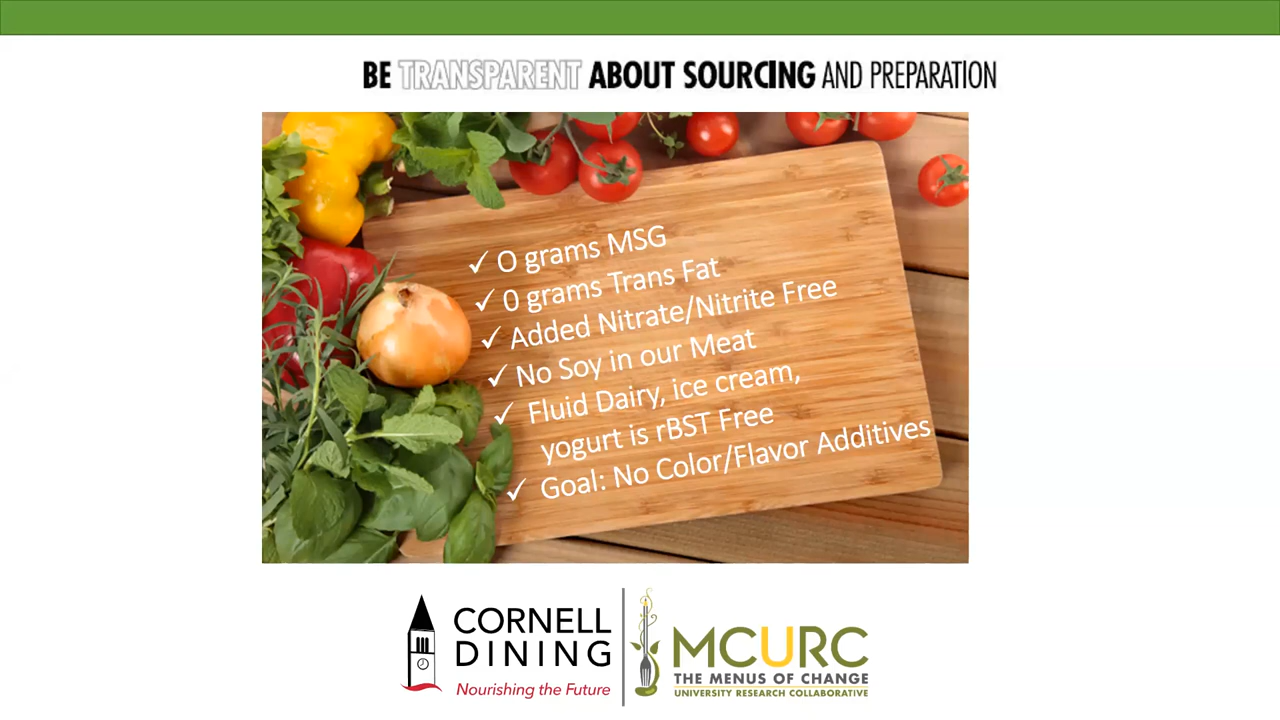 BE TRANSPARENT ABOUT SOURCING AND PREPARATION
✓ 0 grams MSG
✓ 0 grams Trans Fat
✓ Added Nitrate/Nitrite Free
✓ No Soy in our Meat
✓ Fluid Dairy, ice cream,
yogurt is rBST Free
✓ Goal: No Color/Flavor Additives
CORNELL
DINING
Nourishing the Future
MCURC
THE MENUS OF CHANGE
UNIVERSITY RESEARCH COLLABORATIVE